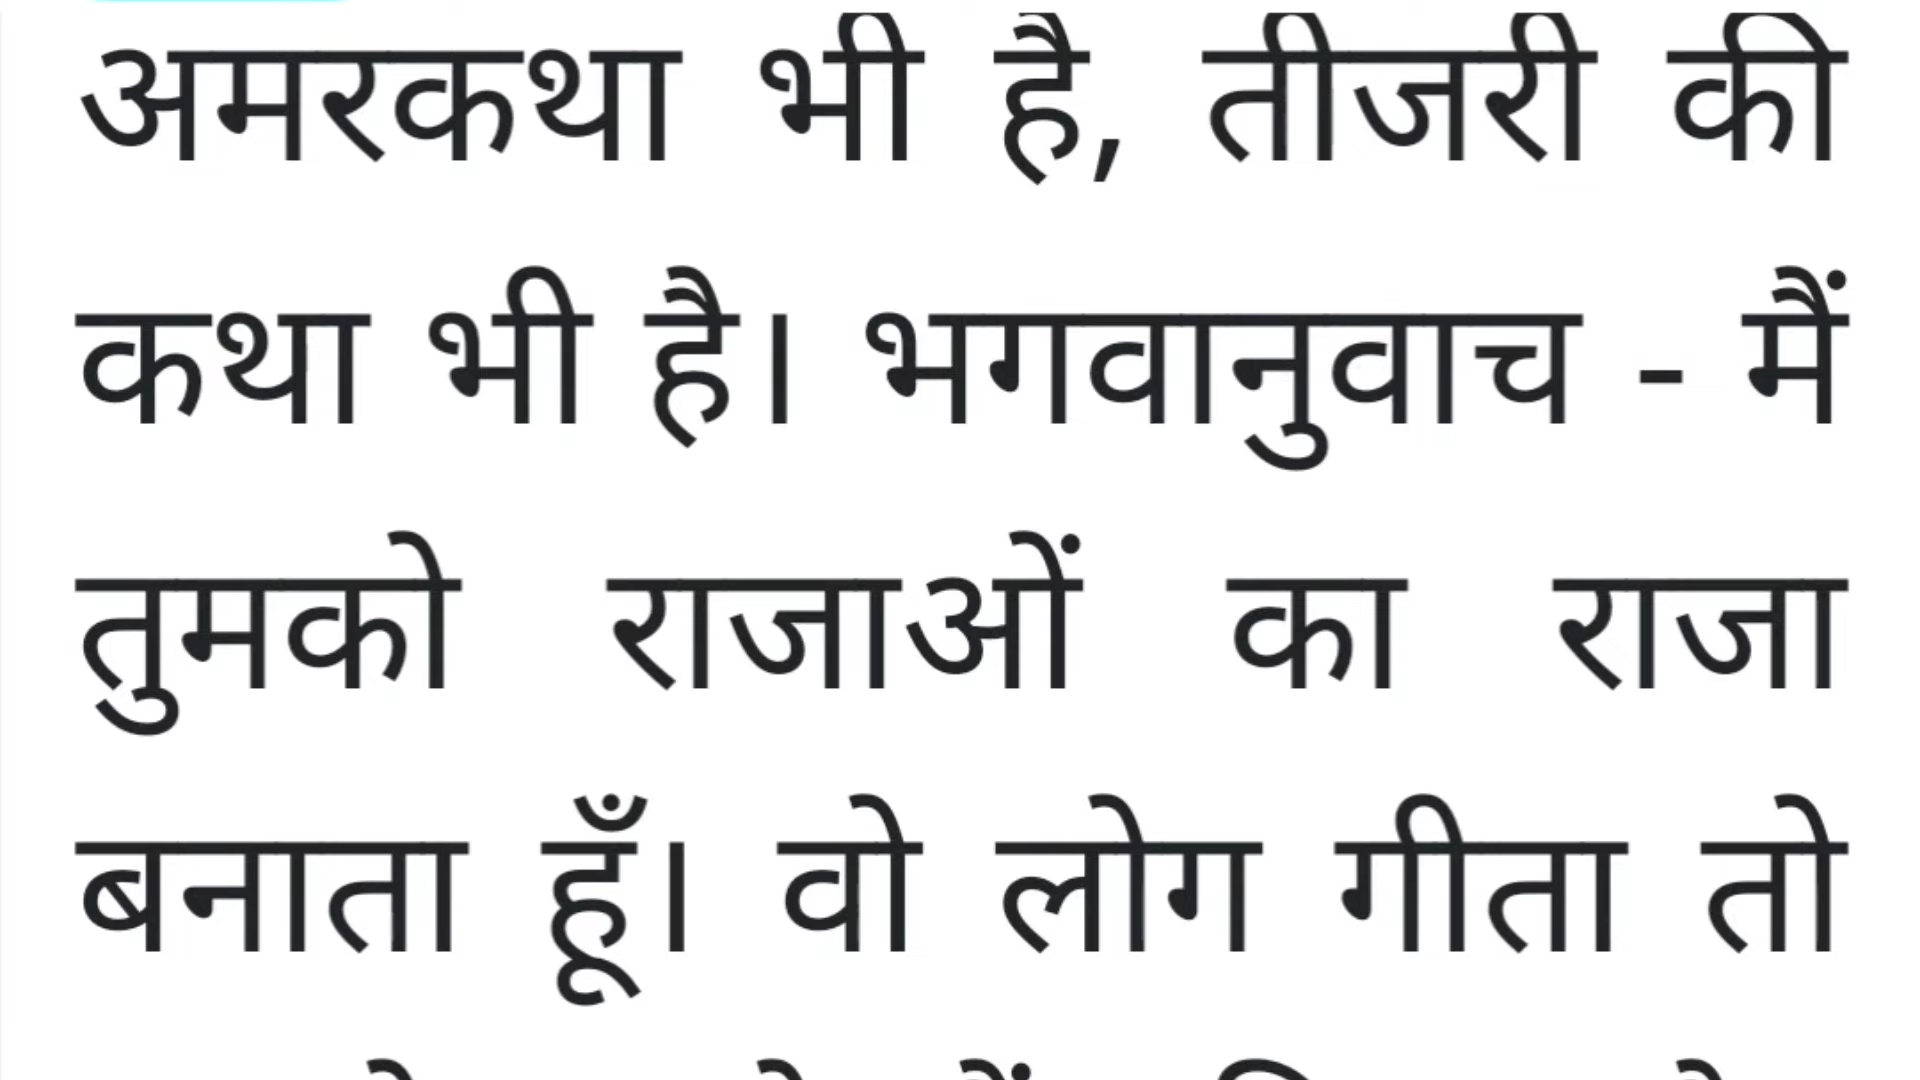 अमरकथा भी है, तीजरी की
कथा भी है। भगवानुवाच - मैं
तुमको राजाओं का राजा
बनाता हूँ। वो लोग गीता तो